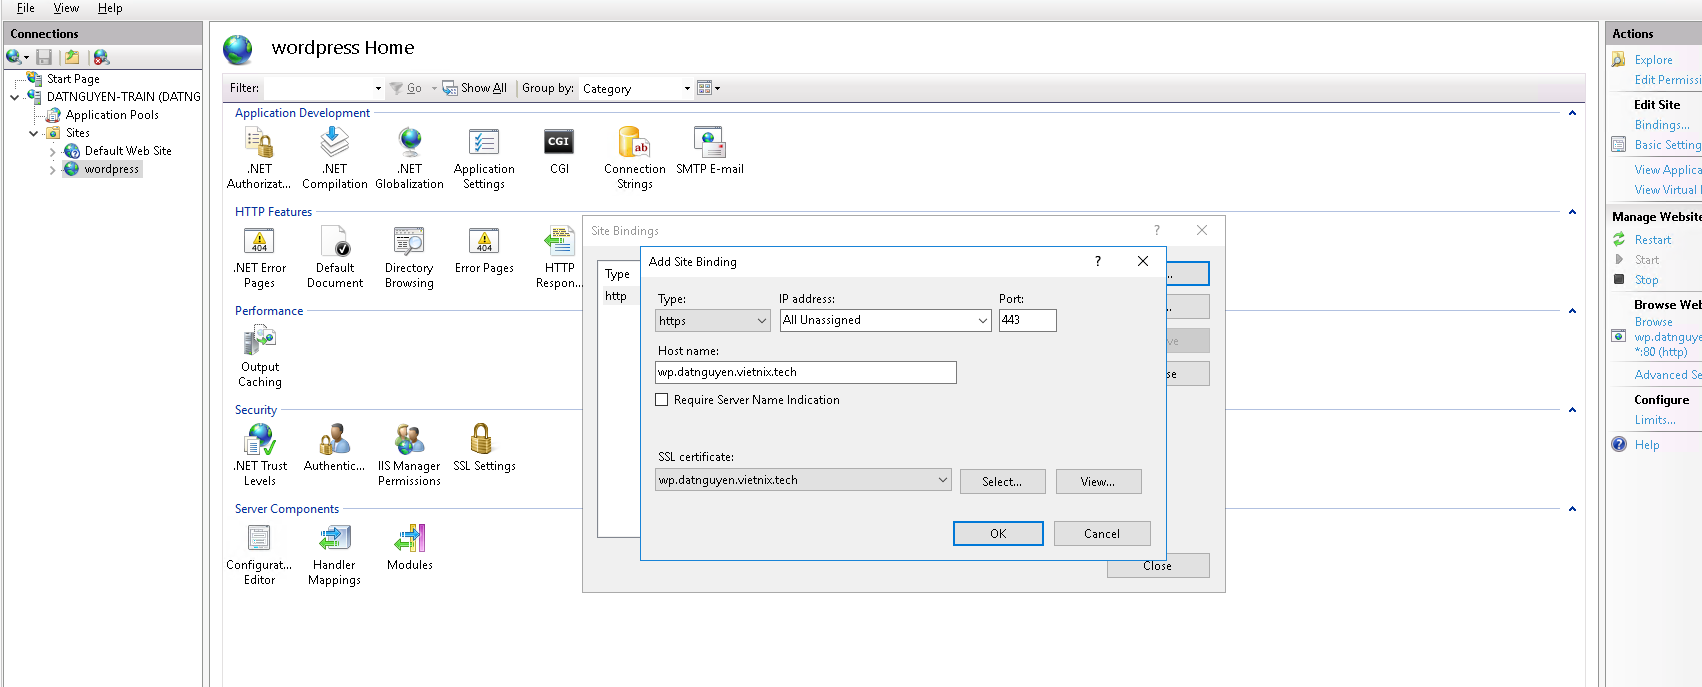 File View Help
Connections
Start Page
DATNGUYEN-TRAIN (DATNG
Application Pools
Sites
Default Web Site
wordpress
wordpress Home
Filter: Go Show All Group by: Category
Application Development
.NET Authorizat...
.NET Compilation
.NET Globalization
Application Settings
CGI
CGI
Connection Strings
ab
SMTP E-mail
HTTP Features
404
.NET Error Pages
Default Document
Directory Browsing
404
Error Pages
HTTP Respon...
Performance
Output Caching
Security
.NET Trust Levels
Authentic...
IIS Manager Permissions
SSL Settings
Server Components
Configurat... Editor
Handler Mappings
Modules
Site Bindings ?
Type
http
Close
Add Site Binding ?
Type: IP address: Port:
https All Unassigned 443
Host name:
wp.datnguyen.vietnix.tech
Require Server Name Indication
SSL certificate:
wp.datnguyen.vietnix.tech Select... View...
OK Cancel
Actions
Explore
Edit Permissi
Edit Site
Bindings...
Basic Setting
View Applica
View Virtual
Manage Website
Restart
Start
Stop
Browse Web
Browse
wp.datnguye
*:80 (http)
Advanced Se
Configure
Limits...
Help